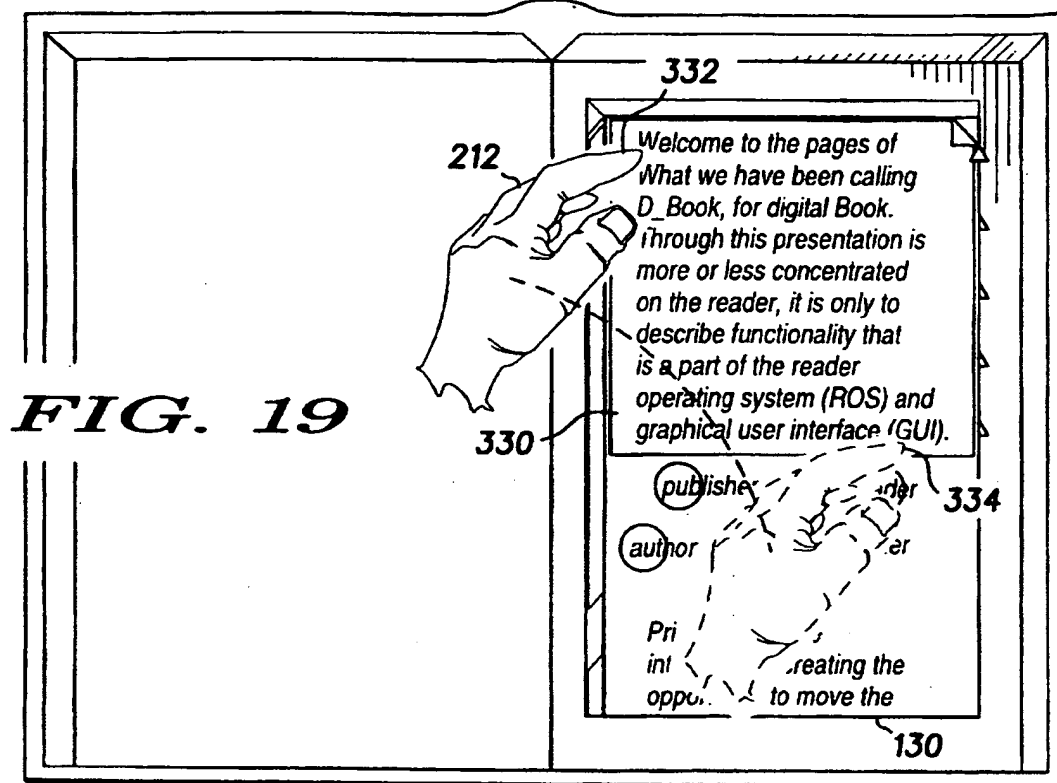 332
212
Welcome to the pages of
What we have been calling
D_Book, for digital Book.
Through this presentation is
more or less concentrated
on the reader, it is only to
describe functionality that
is a part of the reader
operating system (ROS) and
graphical user interface (GUI).
FIG. 19
330
334
author
reating the
to move the
130